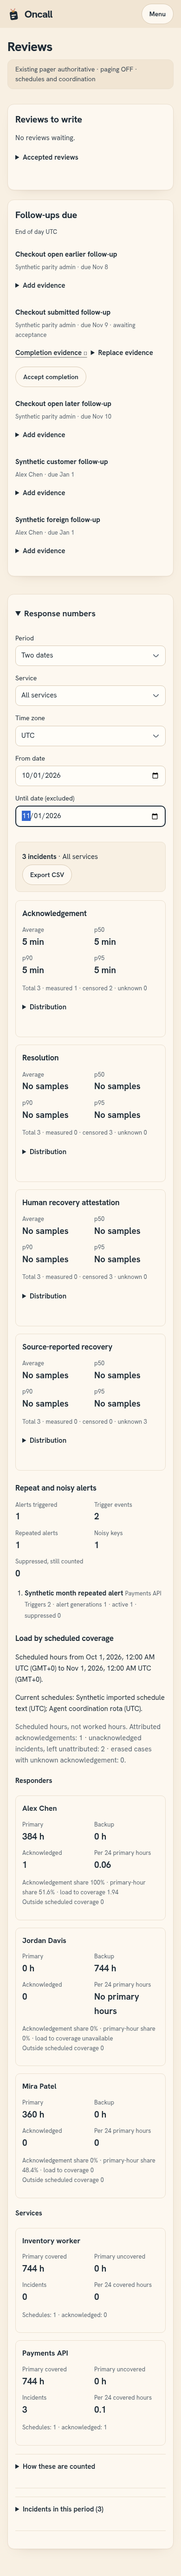 Oncall
Menu
Reviews
Existing pager authoritative · paging OFF ·
schedules and coordination
Reviews to write
No reviews waiting.
Accepted reviews
Follow-ups due
End of day UTC
Checkout open earlier follow-up
Synthetic parity admin · due Nov 8
Add evidence
Checkout submitted follow-up
Synthetic parity admin · due Nov 9 · awaiting
acceptance
Completion evidence
Replace evidence
Accept completion
Checkout open later follow-up
Synthetic parity admin · due Nov 10
Add evidence
Synthetic customer follow-up
Alex Chen · due Jan 1
Add evidence
Synthetic foreign follow-up
Alex Chen · due Jan 1
Add evidence
Response numbers
Period
Two dates
Service
All services
Time zone
UTC
From date
10/01/2026
Until date (excluded)
11/01/2026
3 incidents · All services
Export CSV
Acknowledgement
Average p50
5 min 5 min
p90 p95
5 min 5 min
Total 3 · measured 1 · censored 2 · unknown 0
Distribution
Resolution
Average p50
No samples No samples
p90 p95
No samples No samples
Total 3 · measured 0 · censored 3 · unknown 0
Distribution
Human recovery attestation
Average p50
No samples No samples
p90 p95
No samples No samples
Total 3 · measured 0 · censored 3 · unknown 0
Distribution
Source-reported recovery
Average p50
No samples No samples
p90 p95
No samples No samples
Total 3 · measured 0 · censored 0 · unknown 3
Distribution
Repeat and noisy alerts
Alerts triggered Trigger events
1 2
Repeated alerts Noisy keys
1 1
Suppressed, still counted
0
1. Synthetic month repeated alert Payments API
Triggers 2 · alert generations 1 · active 1 ·
suppressed 0
Load by scheduled coverage
Scheduled hours from Oct 1, 2026, 12:00 AM
UTC (GMT+0) to Nov 1, 2026, 12:00 AM UTC
(GMT+0).
Current schedules: Synthetic imported schedule
text (UTC); Agent coordination rota (UTC).
Scheduled hours, not worked hours. Attributed
acknowledgements: 1 · unacknowledged
incidents, left unattributed: 2 · erased cases
with unknown acknowledgement: 0.
Responders
Alex Chen
Primary Backup
384 h 0 h
Acknowledged Per 24 primary hours
1 0.06
Acknowledgement share 100% · primary-hour
share 51.6% · load to coverage 1.94
Outside scheduled coverage 0
Jordan Davis
Primary Backup
0 h 744 h
Acknowledged Per 24 primary hours
0 No primary
hours
Acknowledgement share 0% · primary-hour share
0% · load to coverage unavailable
Outside scheduled coverage 0
Mira Patel
Primary Backup
360 h 0 h
Acknowledged Per 24 primary hours
0 0
Acknowledgement share 0% · primary-hour share
48.4% · load to coverage 0
Outside scheduled coverage 0
Services
Inventory worker
Primary covered Primary uncovered
744 h 0 h
Incidents Per 24 covered hours
0 0
Schedules: 1 · acknowledged: 0
Payments API
Primary covered Primary uncovered
744 h 0 h
Incidents Per 24 covered hours
3 0.1
Schedules: 1 · acknowledged: 1
How these are counted
Incidents in this period (3)